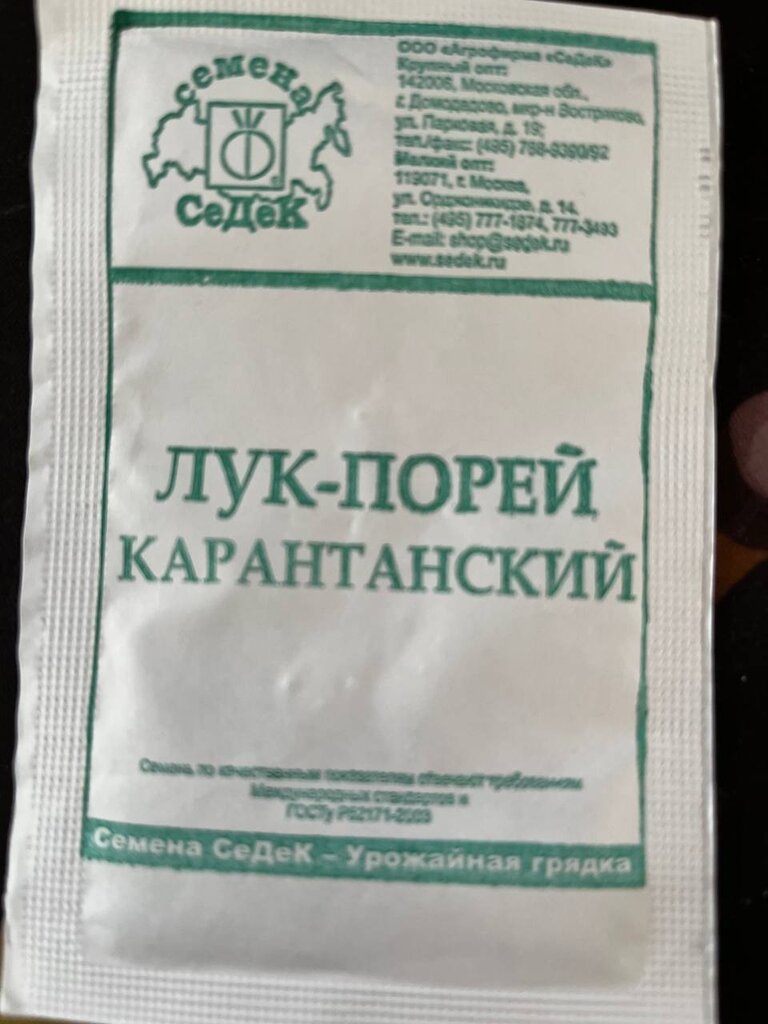 семена
СеДеК
ООО «Агрофирма «СеДеК»
Крупный опт:
142006, Московская обл.,
г. Домодедово, мкр-н Востряково,
ул. Парковая, д. 19;
тел./факс: (495) 788-9390/92
Мелкий опт:
119071, г. Москва,
ул. Орджоникидзе, д. 14,
тел.: (495) 777-1874, 777-3493
E-mail: shop@sedek.ru
www.sedek.ru
ЛУК-ПОРЕЙ
КАРАНТАНСКИЙ
Семена по качественным показателям отвечают требованиям
Международных стандартов и
ГОСТу Р52171-2003
Семена СеДеК – Урожайная грядка